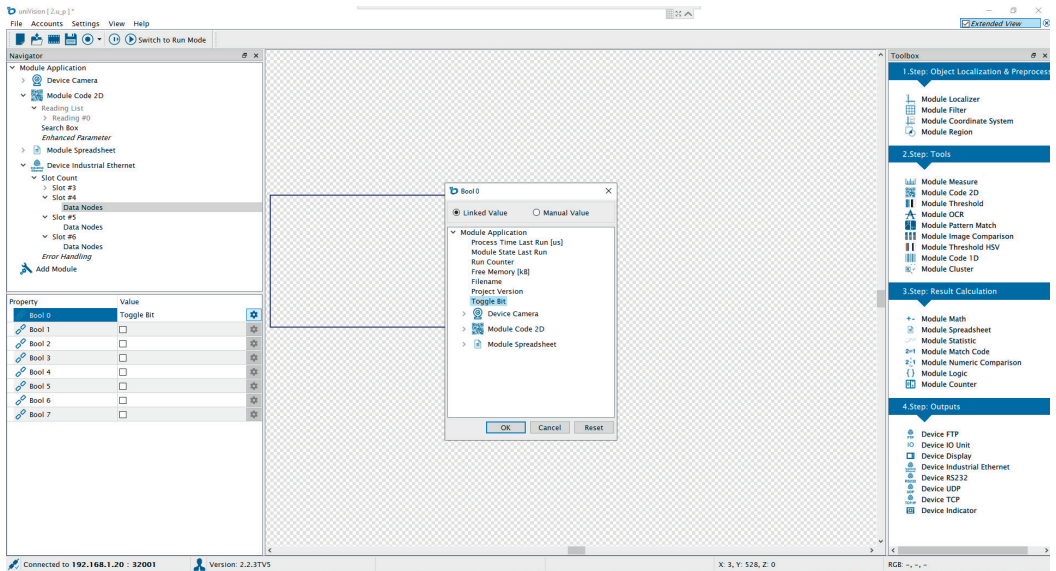 uniVision [ 2.u_p ] *
File Accounts Settings View Help
Extended View
Switch to Run Mode
Navigator
Module Application
Device Camera
Module Code 2D
Reading List
Reading #0
Search Box
Enhanced Parameter
Module Spreadsheet
Device Industrial Ethernet
Slot Count
Slot #3
Slot #4
Data Nodes
Slot #5
Data Nodes
Slot #6
Data Nodes
Error Handling
Add Module
Property Value
Bool 0 Toggle Bit
Bool 1
Bool 2
Bool 3
Bool 4
Bool 5
Bool 6
Bool 7
Bool 0
Linked Value Manual Value
Module Application
Process Time Last Run [us]
Module State Last Run
Run Counter
Free Memory [kB]
Filename
Project Version
Toggle Bit
Device Camera
Module Code 2D
Module Spreadsheet
OK Cancel Reset
Toolbox
1.Step: Object Localization & Preprocess
Module Localizer
Module Filter
Module Coordinate System
Module Region
2.Step: Tools
Module Measure
Module Code 2D
Module Threshold
Module OCR
Module Pattern Match
Module Image Comparison
Module Threshold HSV
Module Code 1D
Module Cluster
3.Step: Result Calculation
Module Math
Module Spreadsheet
Module Statistic
Module Match Code
Module Numeric Comparison
Module Logic
Module Counter
4.Step: Outputs
Device FTP
Device IO Unit
Device Display
Device Industrial Ethernet
Device RS232
Device UDP
Device TCP
Device Indicator
Connected to 192.168.1.20 : 32001
Version: 2.2.3TV5
X: 3, Y: 528, Z: 0
RGB: -, -, -